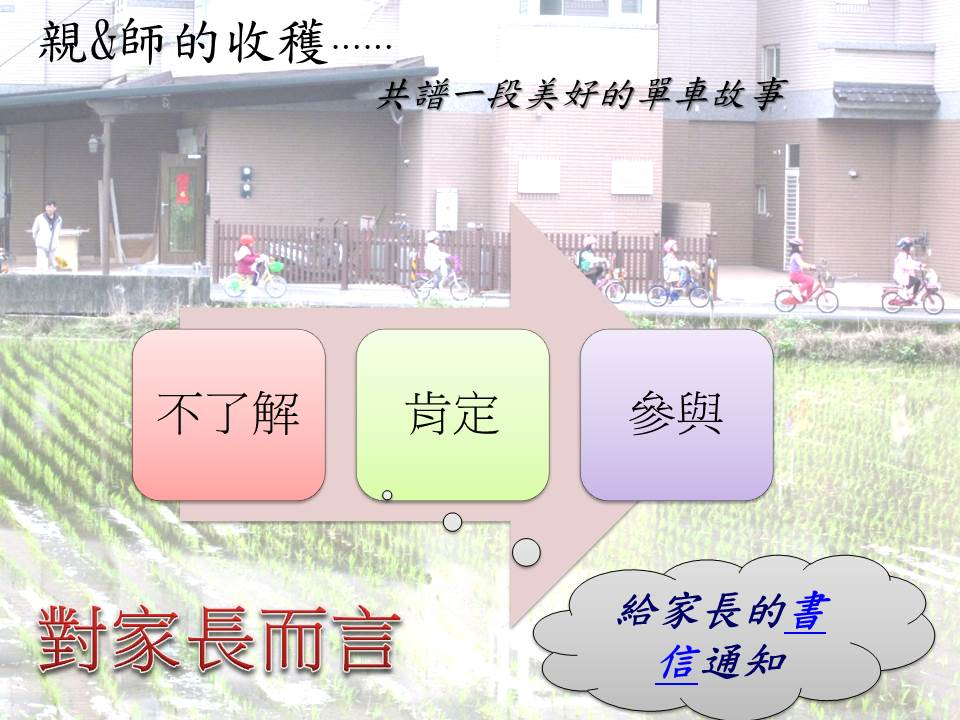 親&師的收穫……
共譜一段美好的單車故事
不了解
肯定
參與
對家長而言
給家長的書
信通知